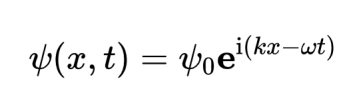 ψ(x, t) = ψ₀e^{i(kx−ωt)}